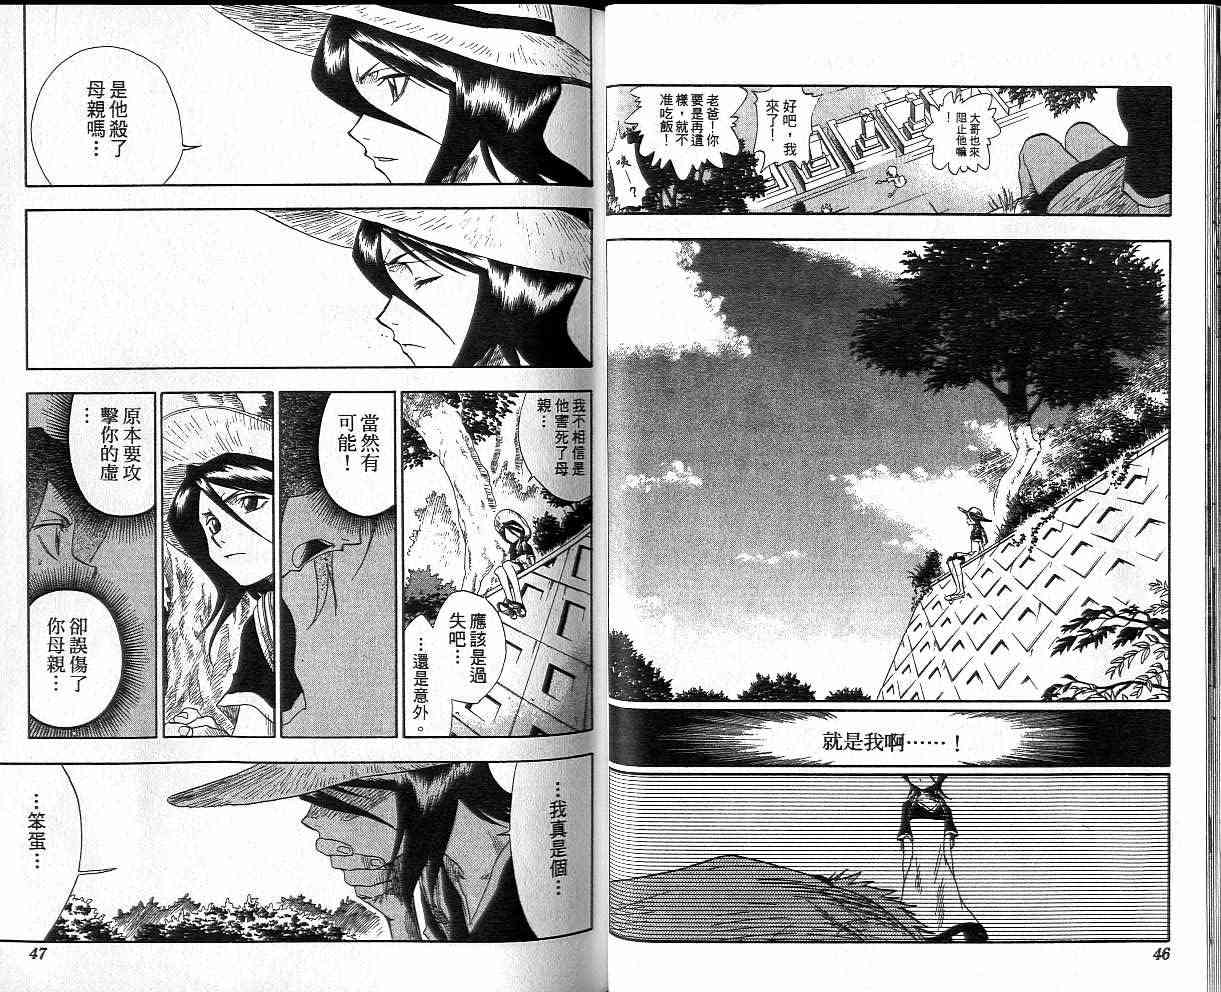 大哥也來
阻止他嘛
！
好吧，我
來了！
老爸！你
要是再這
樣，就不
准吃飯！
噢—？
就是我啊……！
46
是他殺了
母親嗎…
我不相信是
他害死了母
親…
應該是過
失吧…
…還是意外。
當然有
可能！
原本要攻
擊你的虛
…
卻誤傷了
你母親…
…我真是個…
…笨蛋…
47